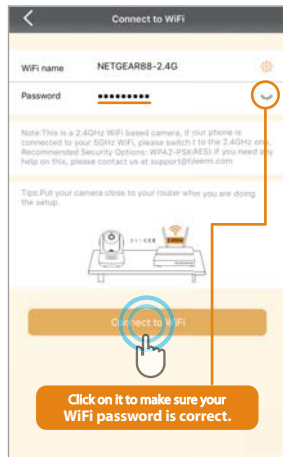 Connect to WiFi
WiFi name NETGEAR88-2.4G
Password •••••••••
Note:This is a 2.4GHz WiFi based camera, if your phone is
connected to your 5GHz WiFi, please switch t to the 2.4GHz one.
Recommended Security Options: WPA2-PSK(AES) If you need any
help on this, please contact us at
Tips:Put your camera close to your router when you are doing
the setup.
2.4GHz
Connect to WiFi
Click on it to make sure your
WiFi password is correct.